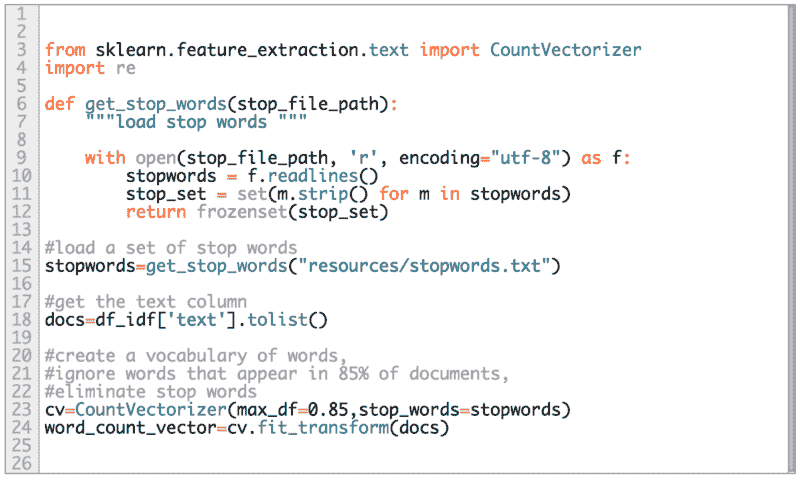 1
2
3 from sklearn.feature_extraction.text import CountVectorizer
4 import re
5
6 def get_stop_words(stop_file_path):
7     """load stop words """
8
9     with open(stop_file_path, 'r', encoding="utf-8") as f:
10         stopwords = f.readlines()
11         stop_set = set(m.strip() for m in stopwords)
12         return frozenset(stop_set)
13
14 #load a set of stop words
15 stopwords=get_stop_words("resources/stopwords.txt")
16
17 #get the text column
18 docs=df_idf['text'].tolist()
19
20 #create a vocabulary of words,
21 #ignore words that appear in 85% of documents,
22 #eliminate stop words
23 cv=CountVectorizer(max_df=0.85,stop_words=stopwords)
24 word_count_vector=cv.fit_transform(docs)
25
26